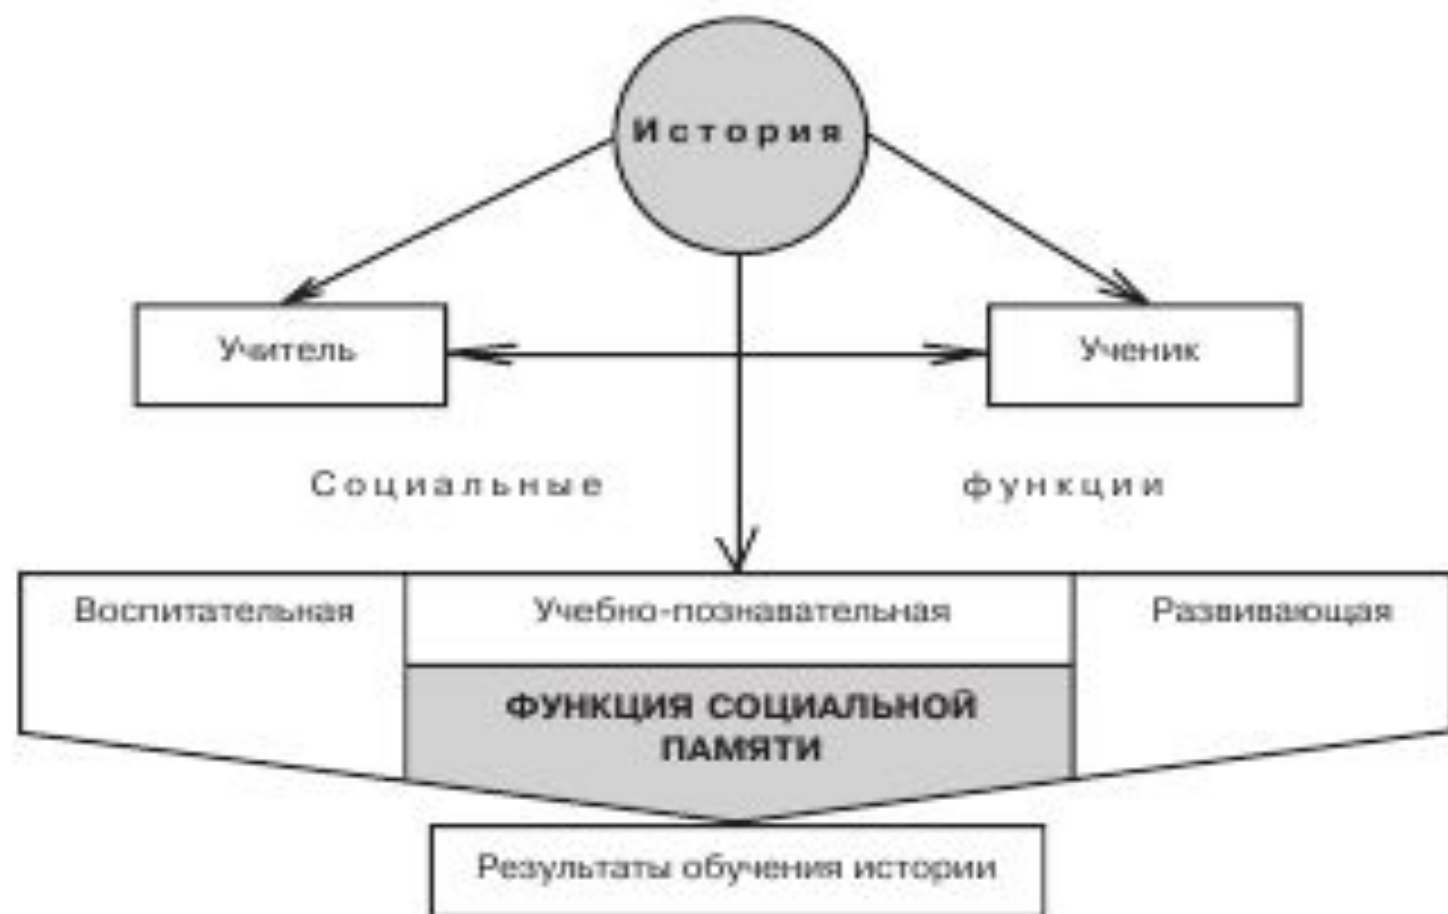 История
Учитель
Ученик
Социальные функции
Воспитательная
Учебно-познавательная
Развивающая
ФУНКЦИЯ СОЦИАЛЬНОЙ
ПАМЯТИ
Результаты обучения истории